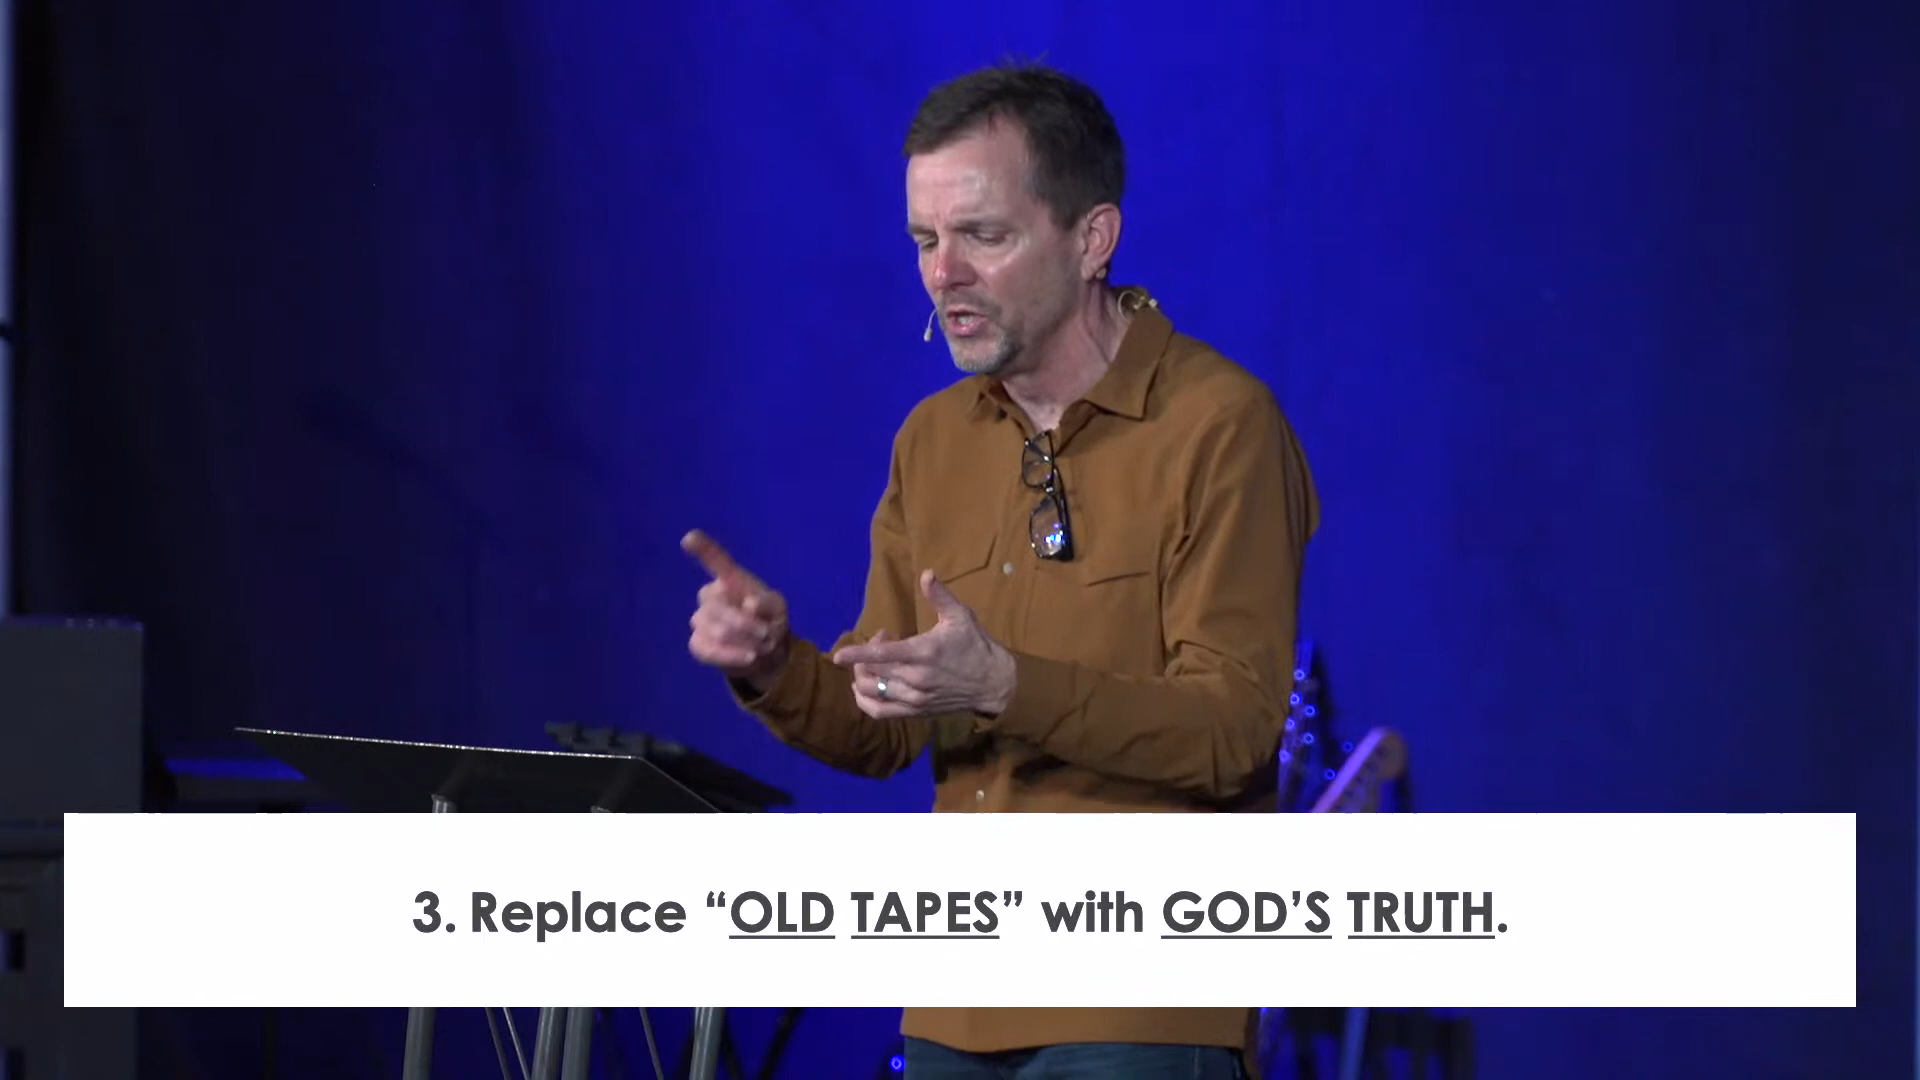 3. Replace “OLD TAPES” with GOD’S TRUTH.